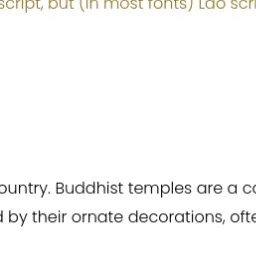 script, but (in most fonts) Lao scri
ountry. Buddhist temples are a co
d by their ornate decorations, ofte